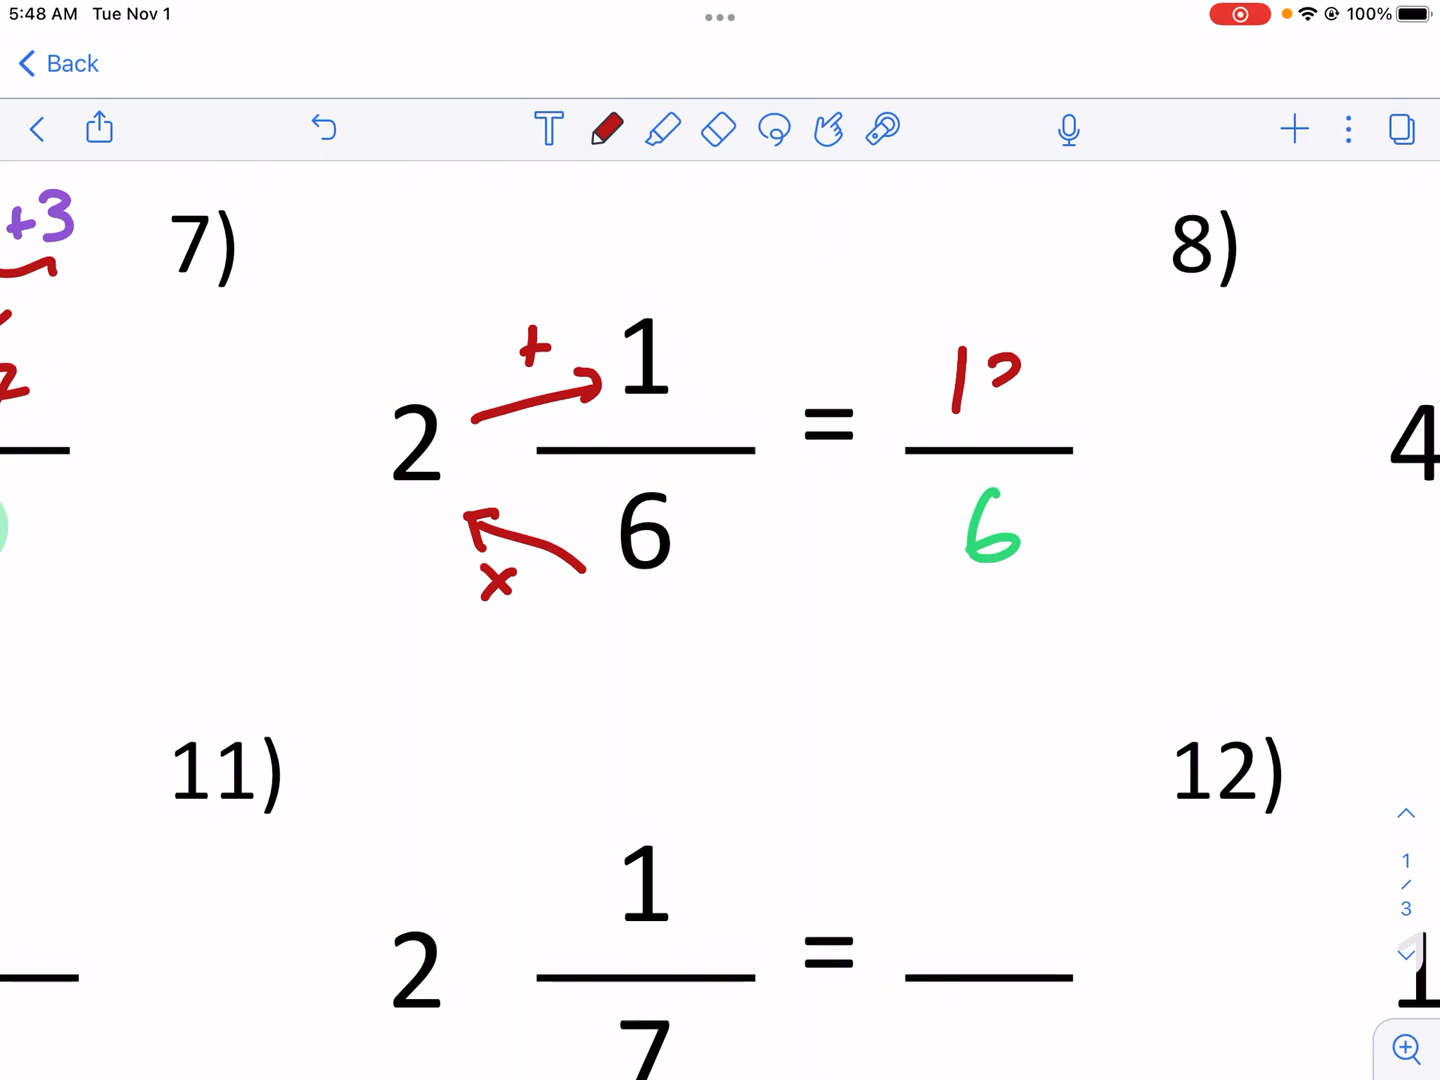 5:48 AM Tue Nov 1
100%
Back
+3
7)
8)
+
2 1/6 =
6
4
x
11)
12)
2 1/7 =
1
1/3